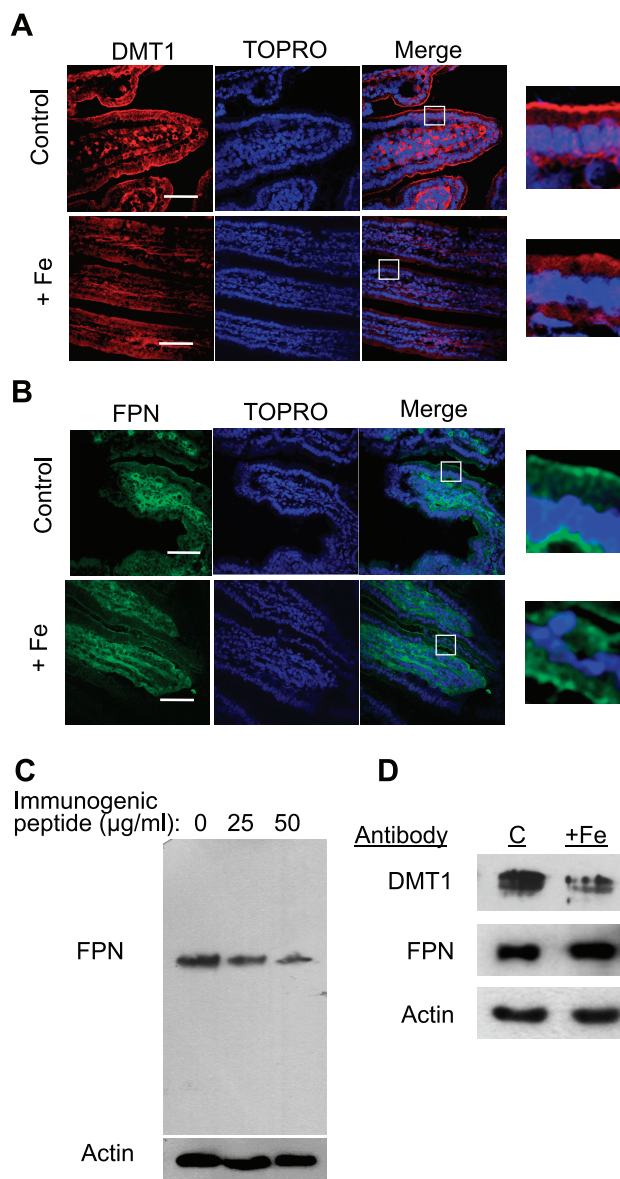 A
DMT1 TOPRO Merge
Control
+ Fe
B
FPN TOPRO Merge
Control
+ Fe
C
Immunogenic
peptide (µg/ml): 0 25 50
FPN
Actin
D
Antibody C +Fe
DMT1
FPN
Actin